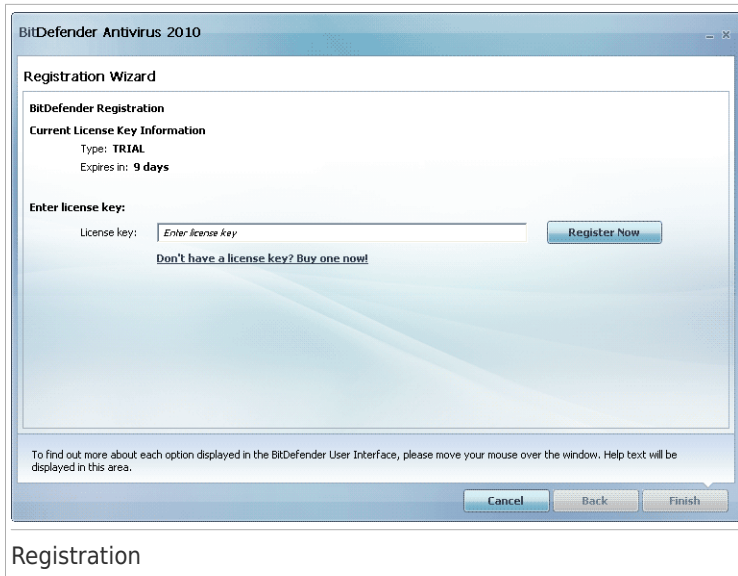 BitDefender Antivirus 2010
Registration Wizard
BitDefender Registration
Current License Key Information
Type: TRIAL
Expires in: 9 days
Enter license key:
License key: Enter license key Register Now
Don't have a license key? Buy one now!
To find out more about each option displayed in the BitDefender User Interface, please move your mouse over the window. Help text will be
displayed in this area.
Cancel Back Finish
Registration